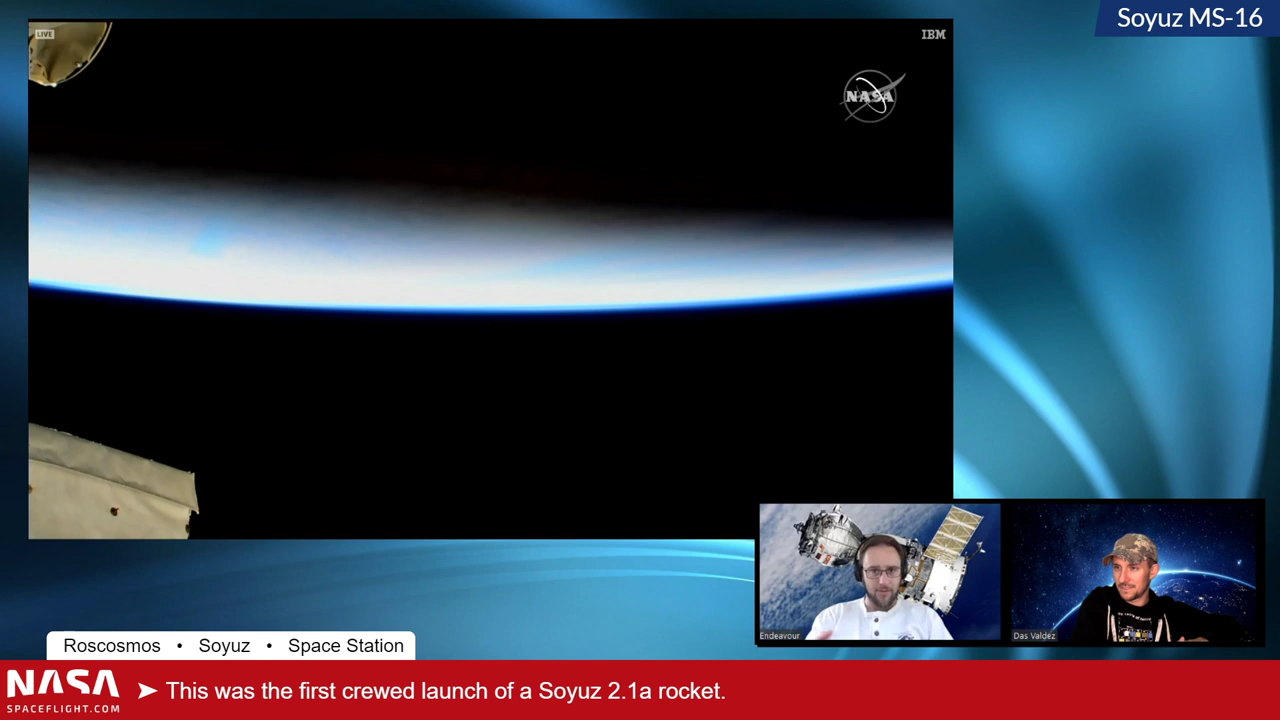 Soyuz MS-16
LIVE
IBM
NASA
Endeavour
Das Valdez
Roscosmos • Soyuz • Space Station
NASA
SPACEFLIGHT.COM
➤ This was the first crewed launch of a Soyuz 2.1a rocket.